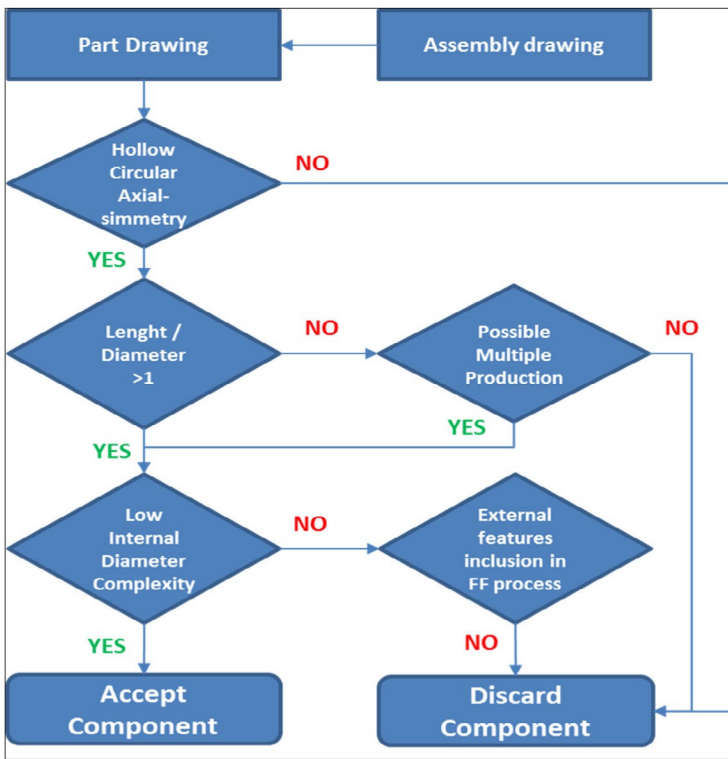 Part Drawing
Assembly drawing
Hollow
Circular
Axial-
simmetry
NO
YES
Lenght /
Diameter
>1
NO
Possible
Multiple
Production
NO
YES
YES
Low
Internal
Diameter
Complexity
NO
External
features
inclusion in
FF process
YES
NO
Accept
Component
Discard
Component